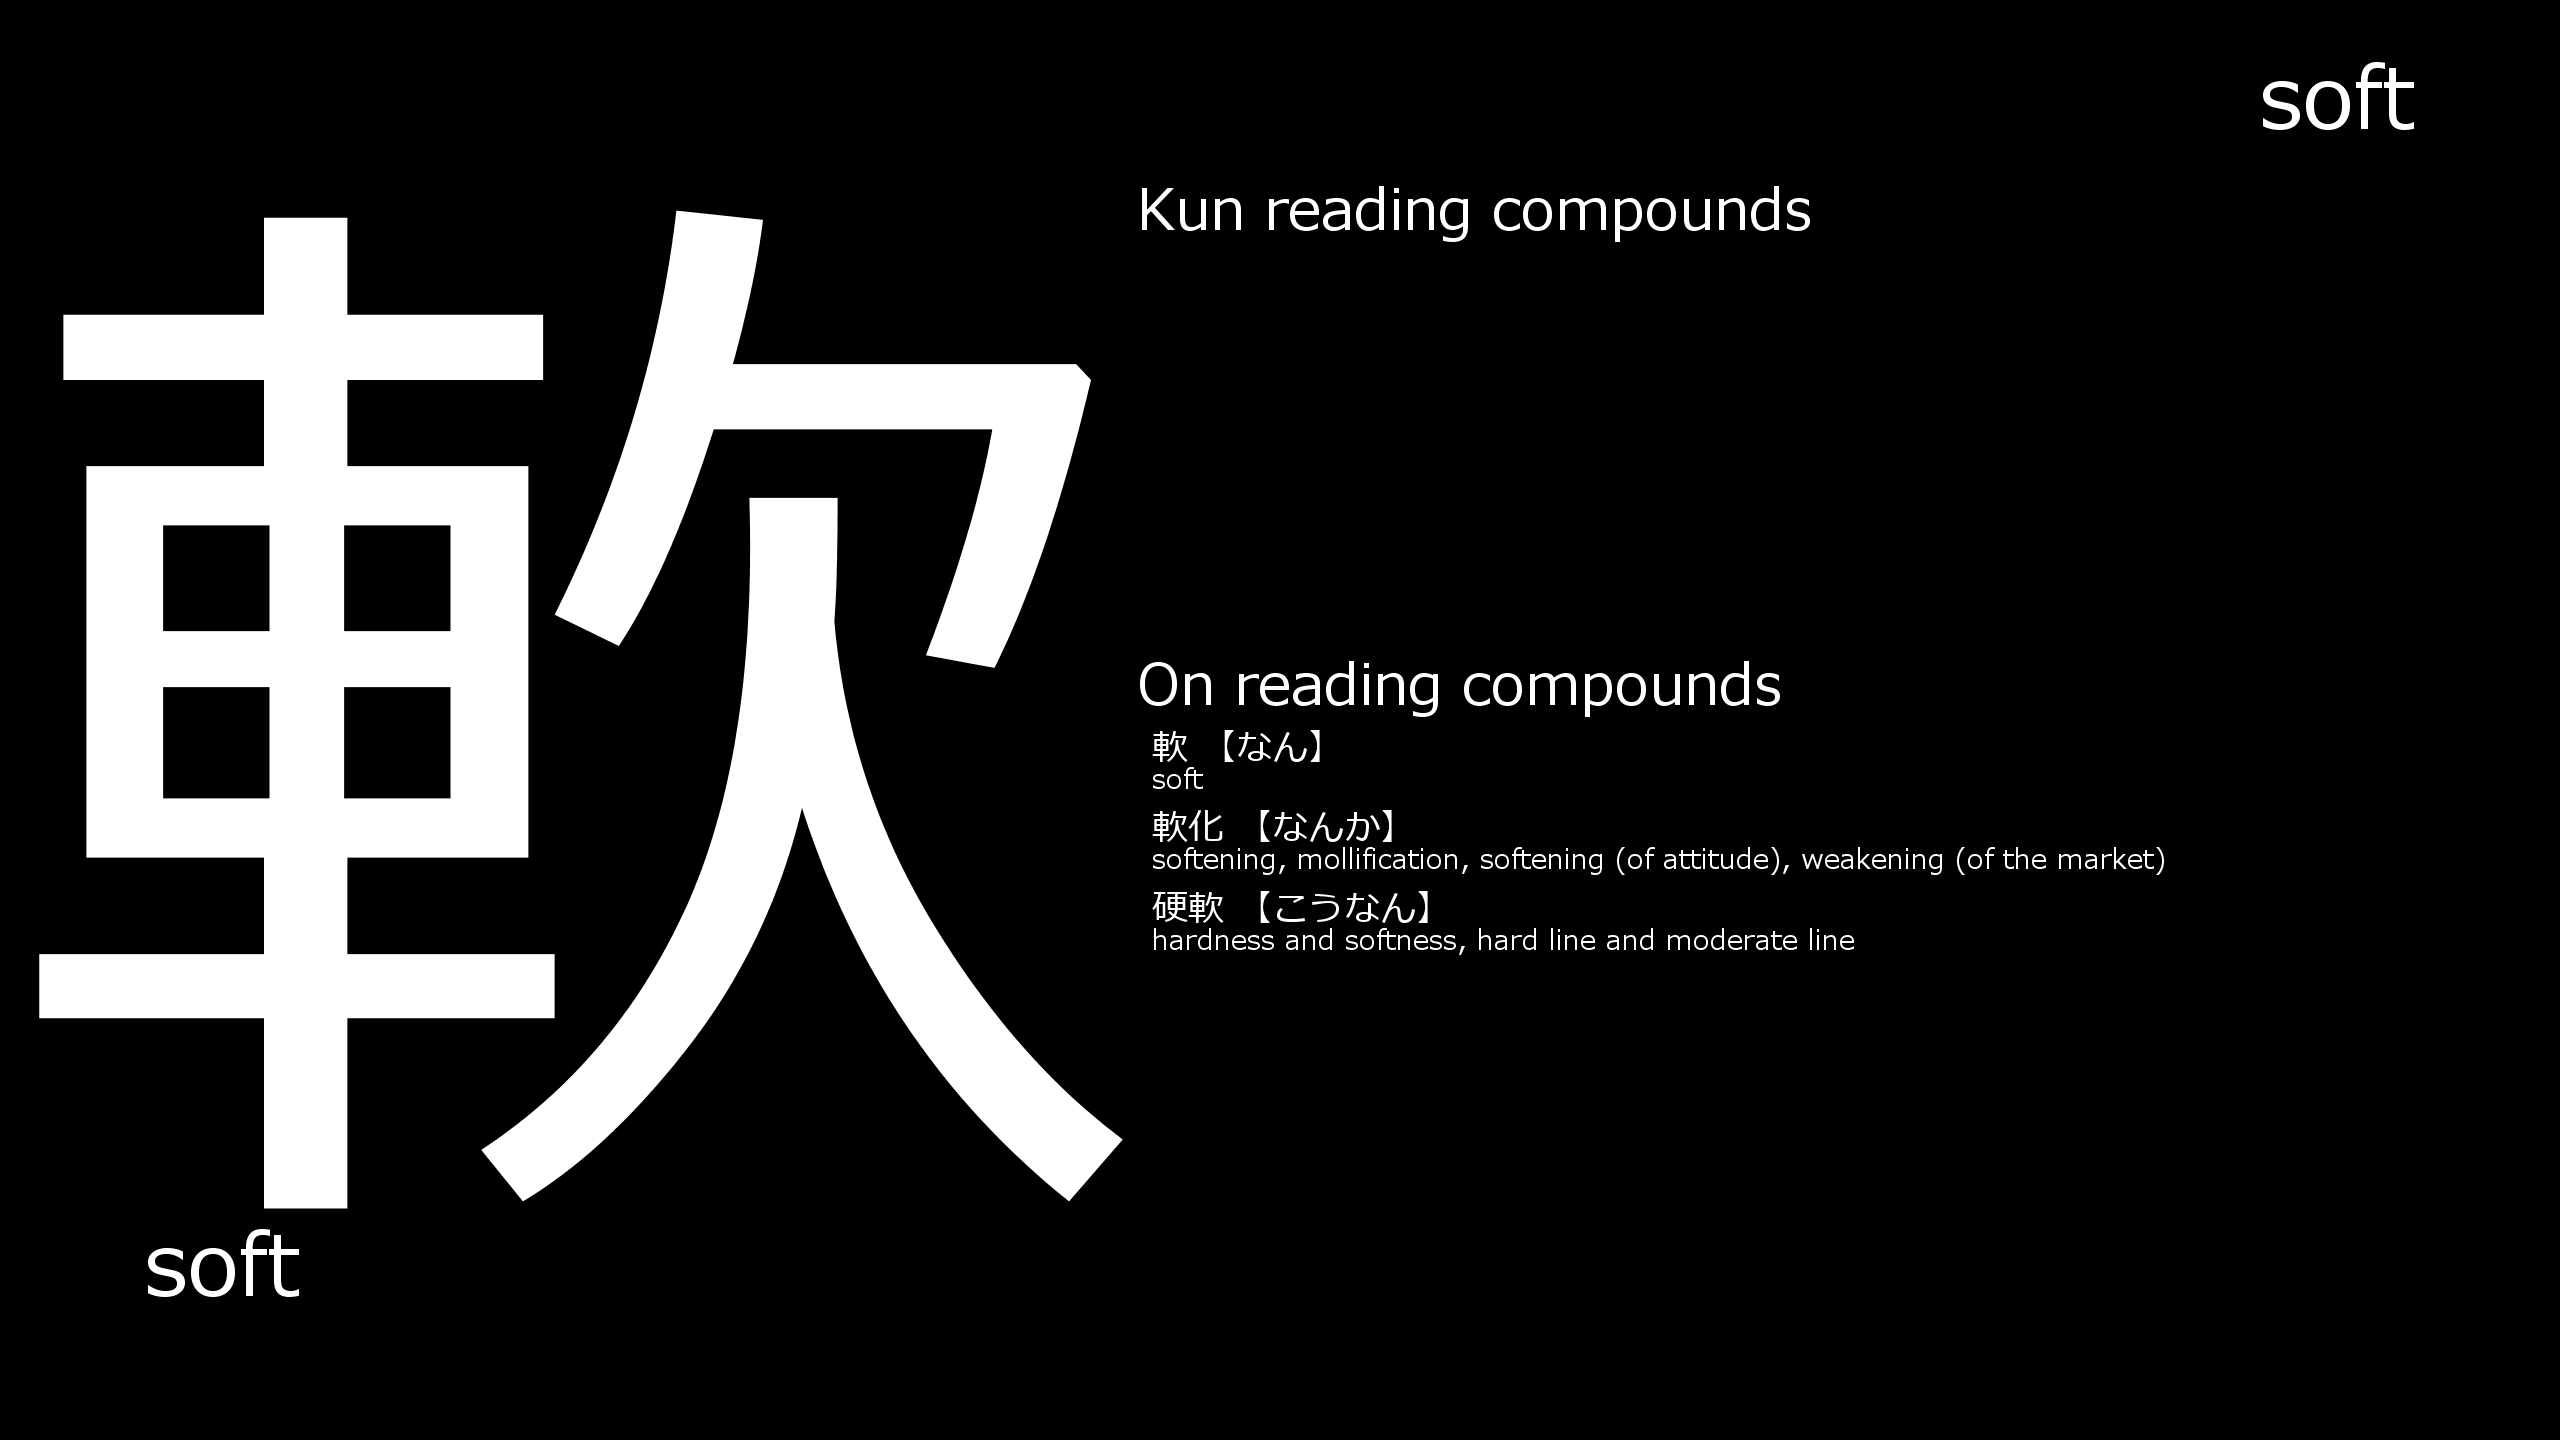 soft
軟
soft
Kun reading compounds
On reading compounds
軟 【なん】
soft
軟化 【なんか】
softening, mollification, softening (of attitude), weakening (of the market)
硬軟 【こうなん】
hardness and softness, hard line and moderate line